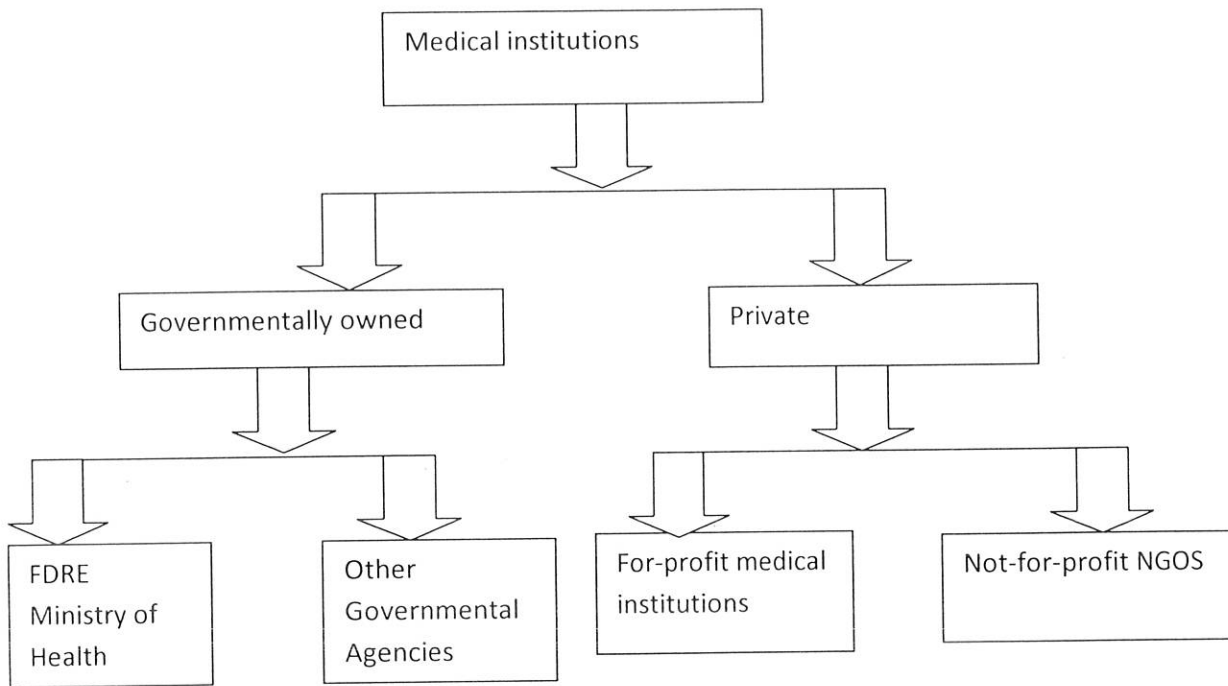 Medical institutions
Governmentally owned
Private
FDRE
Ministry of
Health
Other
Governmental
Agencies
For-profit medical
institutions
Not-for-profit NGOS